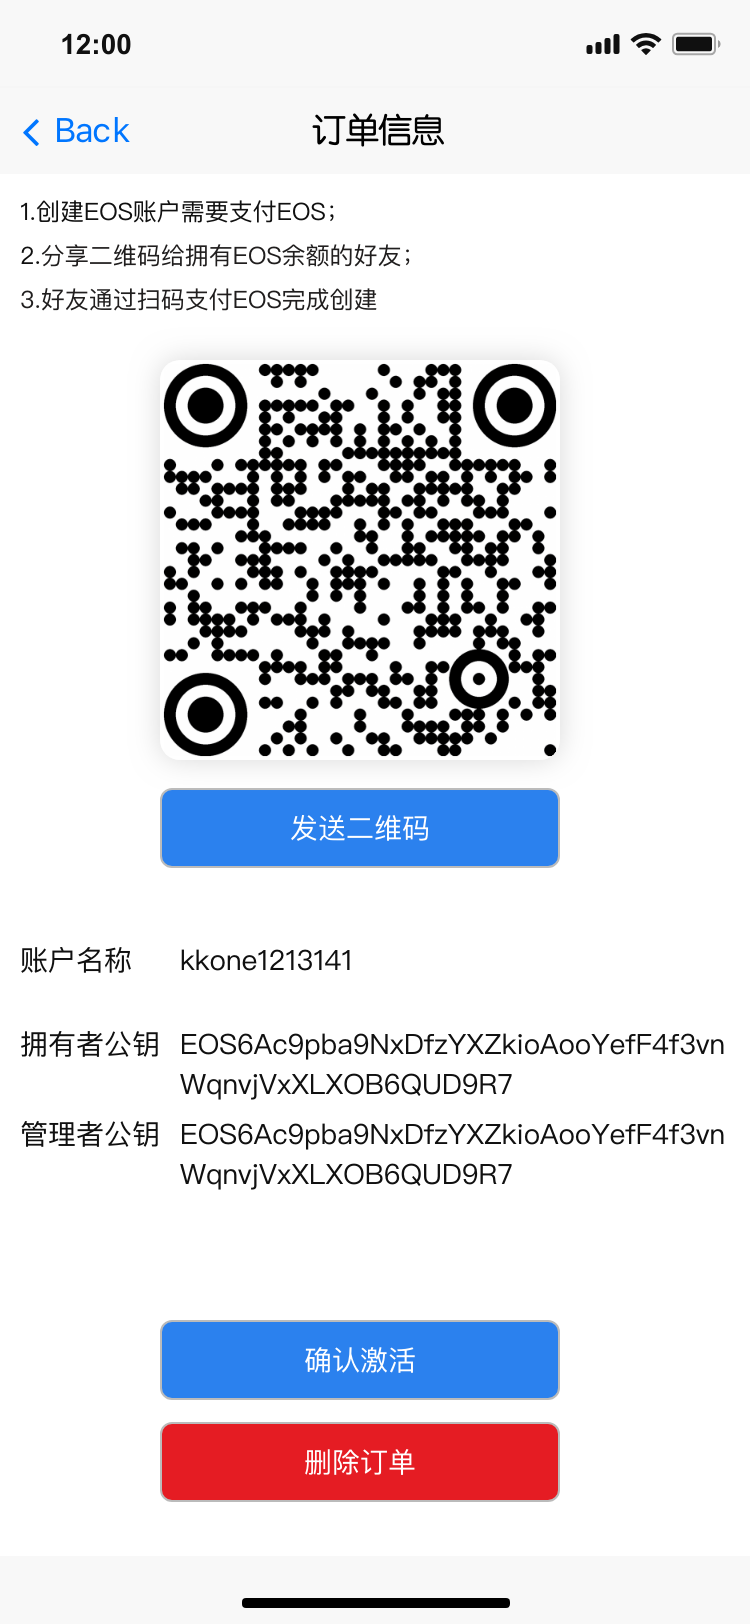 12:00
Back
订单信息
1.创建EOS账户需要支付EOS；
2.分享二维码给拥有EOS余额的好友；
3.好友通过扫码支付EOS完成创建
发送二维码
账户名称 kkone1213141
拥有者公钥 EOS6Ac9pba9NxDfzYXZkioAooYefF4f3vn
WqnvjVxXLXOB6QUD9R7
管理者公钥 EOS6Ac9pba9NxDfzYXZkioAooYefF4f3vn
WqnvjVxXLXOB6QUD9R7
确认激活
删除订单